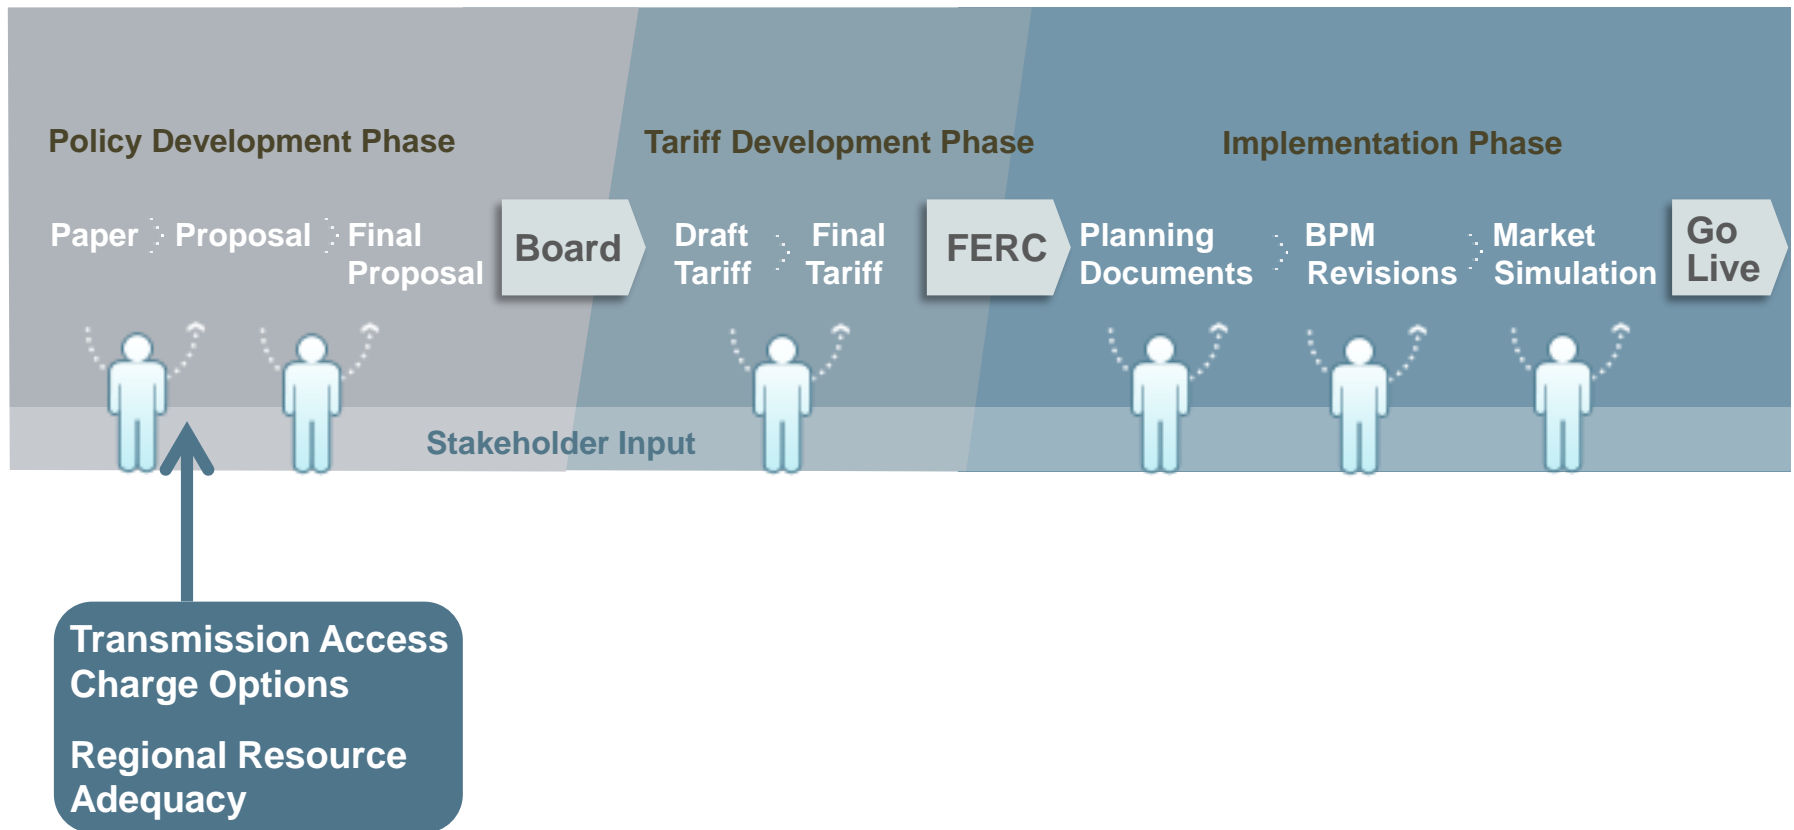 Policy Development Phase
Tariff Development Phase
Implementation Phase
Paper
Proposal
Final
Proposal
Board
Draft
Tariff
Final
Tariff
FERC
Planning
Documents
BPM
Revisions
Market
Simulation
Go
Live
Stakeholder Input
Transmission Access
Charge Options
Regional Resource
Adequacy